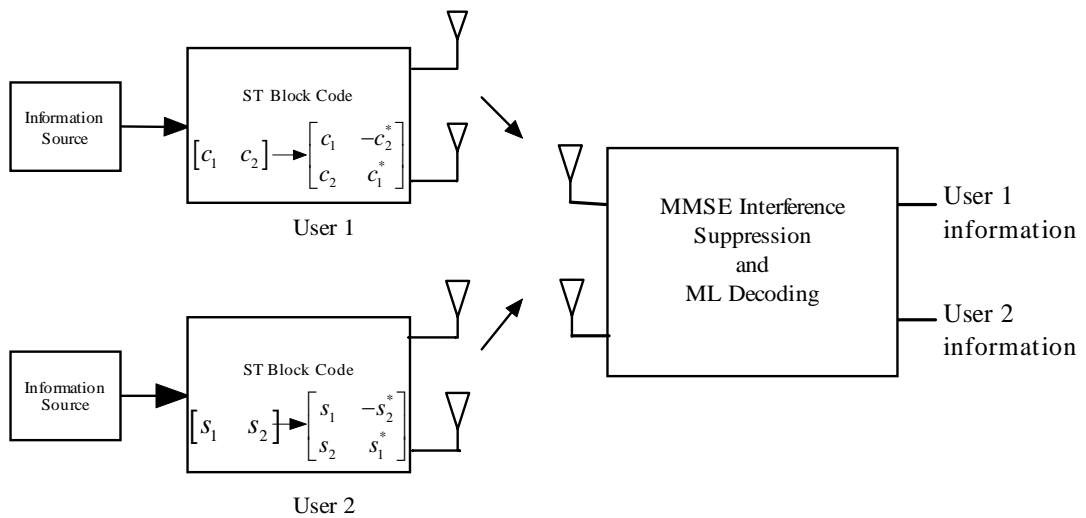 Information
Source
ST Block Code
[c₁ c₂] → [c₁ -c₂*
c₂ c₁*]
User 1
MMSE Interference
Suppression
and
ML Decoding
User 1
information
User 2
information
Information
Source
ST Block Code
[s₁ s₂] → [s₁ -s₂*
s₂ s₁*]
User 2